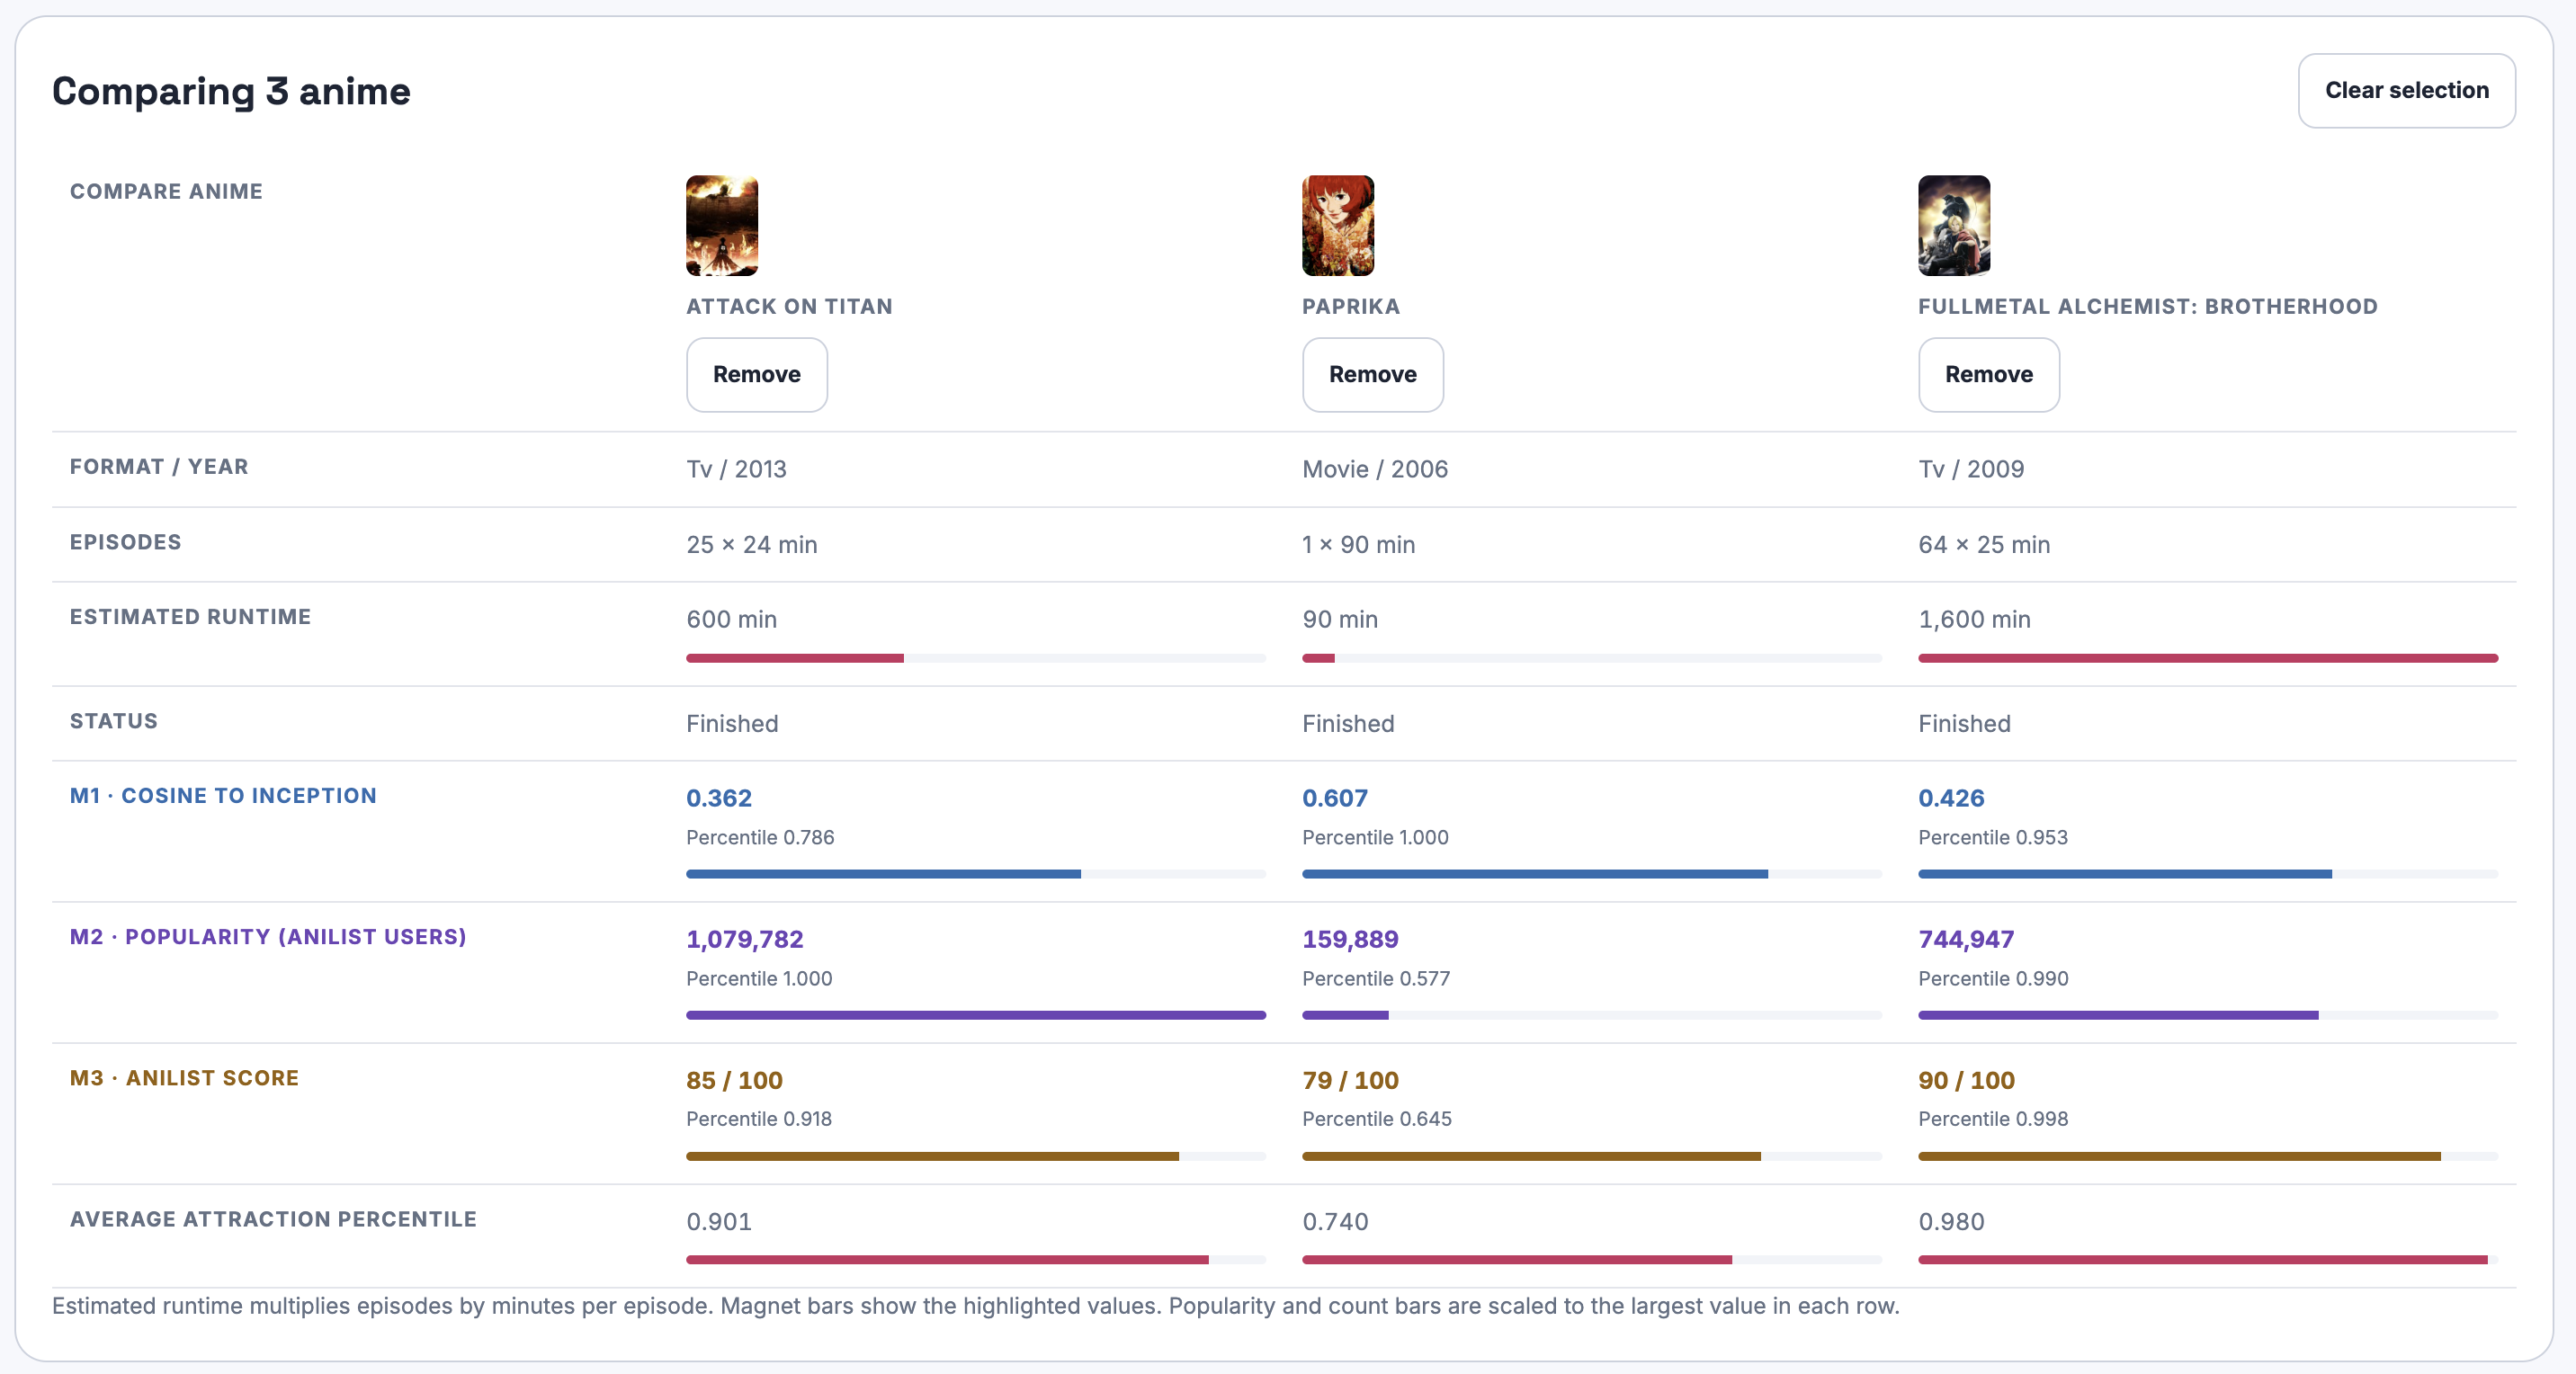 Comparing 3 anime
Clear selection
COMPARE ANIME
ATTACK ON TITAN
PAPRIKA
FULLMETAL ALCHEMIST: BROTHERHOOD
Remove
Remove
Remove
FORMAT / YEAR
Tv / 2013
Movie / 2006
Tv / 2009
EPISODES
25 × 24 min
1 × 90 min
64 × 25 min
ESTIMATED RUNTIME
600 min
90 min
1,600 min
STATUS
Finished
Finished
Finished
M1 · COSINE TO INCEPTION
0.362
Percentile 0.786
0.607
Percentile 1.000
0.426
Percentile 0.953
M2 · POPULARITY (ANILIST USERS)
1,079,782
Percentile 1.000
159,889
Percentile 0.577
744,947
Percentile 0.990
M3 · ANILIST SCORE
85 / 100
Percentile 0.918
79 / 100
Percentile 0.645
90 / 100
Percentile 0.998
AVERAGE ATTRACTION PERCENTILE
0.901
0.740
0.980
Estimated runtime multiplies episodes by minutes per episode. Magnet bars show the highlighted values. Popularity and count bars are scaled to the largest value in each row.